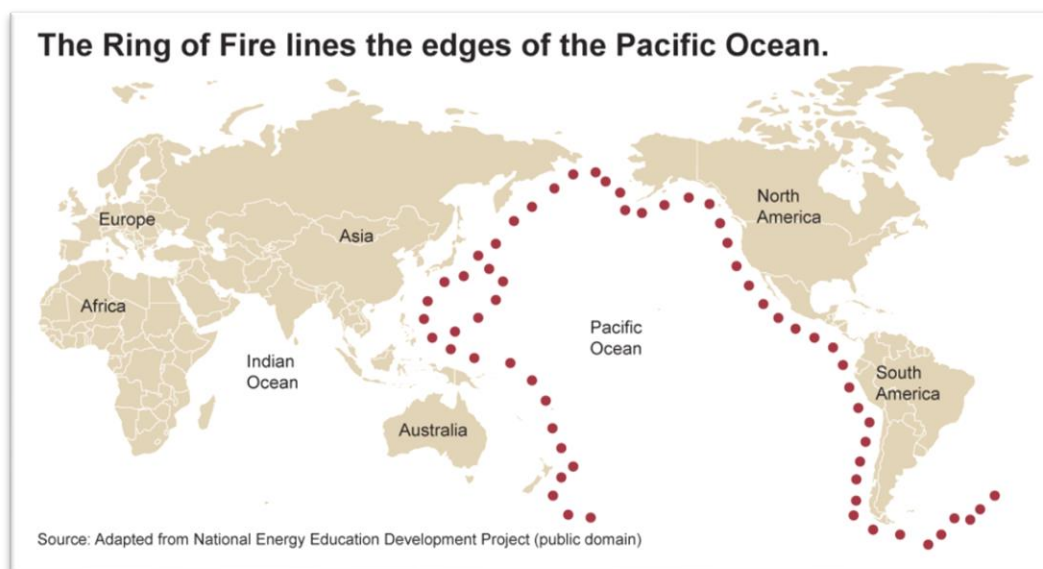 The Ring of Fire lines the edges of the Pacific Ocean.
Europe
Asia
North
America
Africa
Pacific
Ocean
Indian
Ocean
South
America
Australia
Source: Adapted from National Energy Education Development Project (public domain)